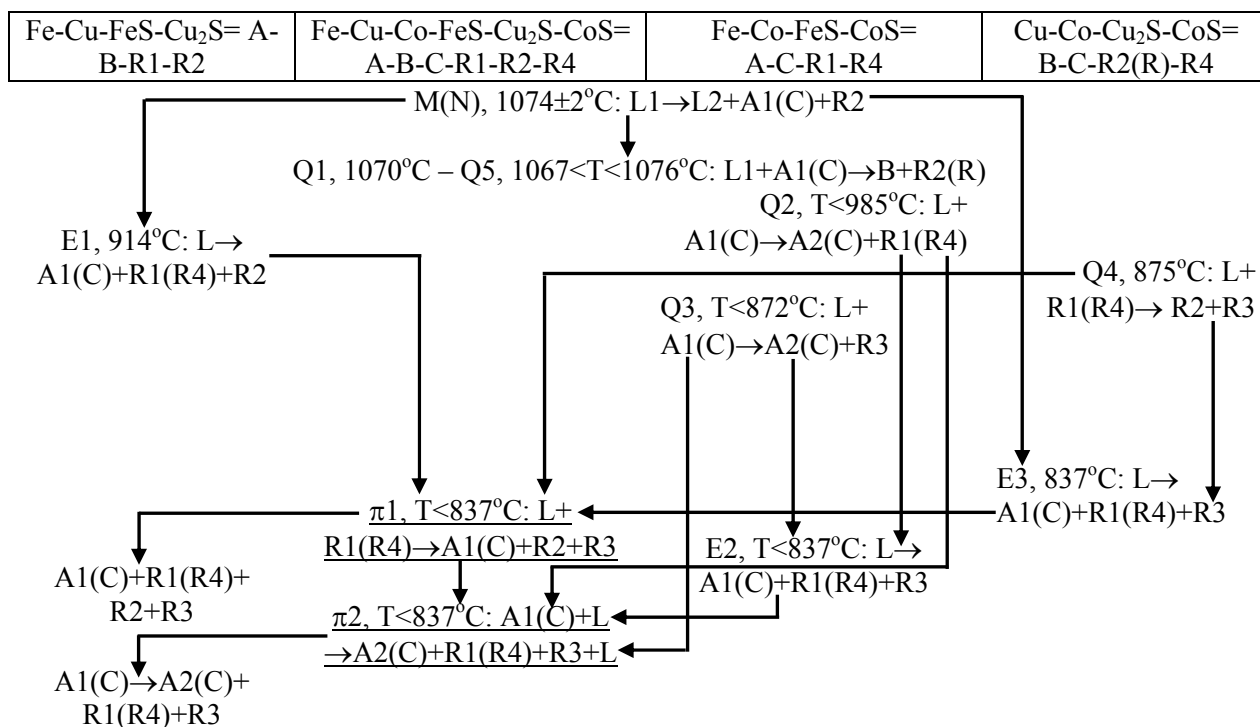 Fe-Cu-FeS-Cu₂S= A-
B-R1-R2
Fe-Cu-Co-FeS-Cu₂S-CoS=
A-B-C-R1-R2-R4
Fe-Co-FeS-CoS=
A-C-R1-R4
Cu-Co-Cu₂S-CoS=
B-C-R2(R)-R4
M(N), 1074±2°C: L1→L2+A1(C)+R2
Q1, 1070°C – Q5, 1067<T<1076°C: L1+A1(C)→B+R2(R)
Q2, T<985°C: L+
A1(C)→A2(C)+R1(R4)
E1, 914°C: L→
A1(C)+R1(R4)+R2
Q4, 875°C: L+
R1(R4)→ R2+R3
Q3, T<872°C: L+
A1(C)→A2(C)+R3
E3, 837°C: L→
A1(C)+R1(R4)+R3
π1, T<837°C: L+
R1(R4)→A1(C)+R2+R3
E2, T<837°C: L→
A1(C)+R1(R4)+R3
A1(C)+R1(R4)+
R2+R3
π2, T<837°C: A1(C)+L
→A2(C)+R1(R4)+R3+L
A1(C)→A2(C)+
R1(R4)+R3